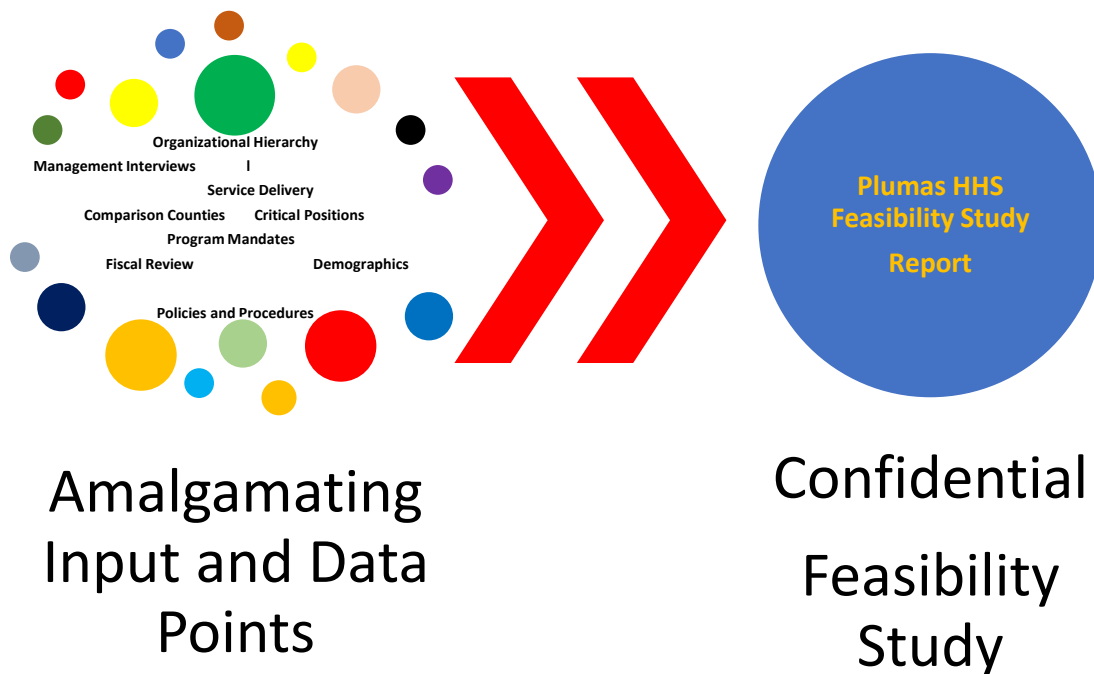 Organizational Hierarchy
Management Interviews I
Service Delivery
Comparison Counties Critical Positions
Program Mandates
Fiscal Review Demographics
Policies and Procedures
Plumas HHS
Feasibility Study
Report
Amalgamating
Input and Data
Points
Confidential
Feasibility
Study